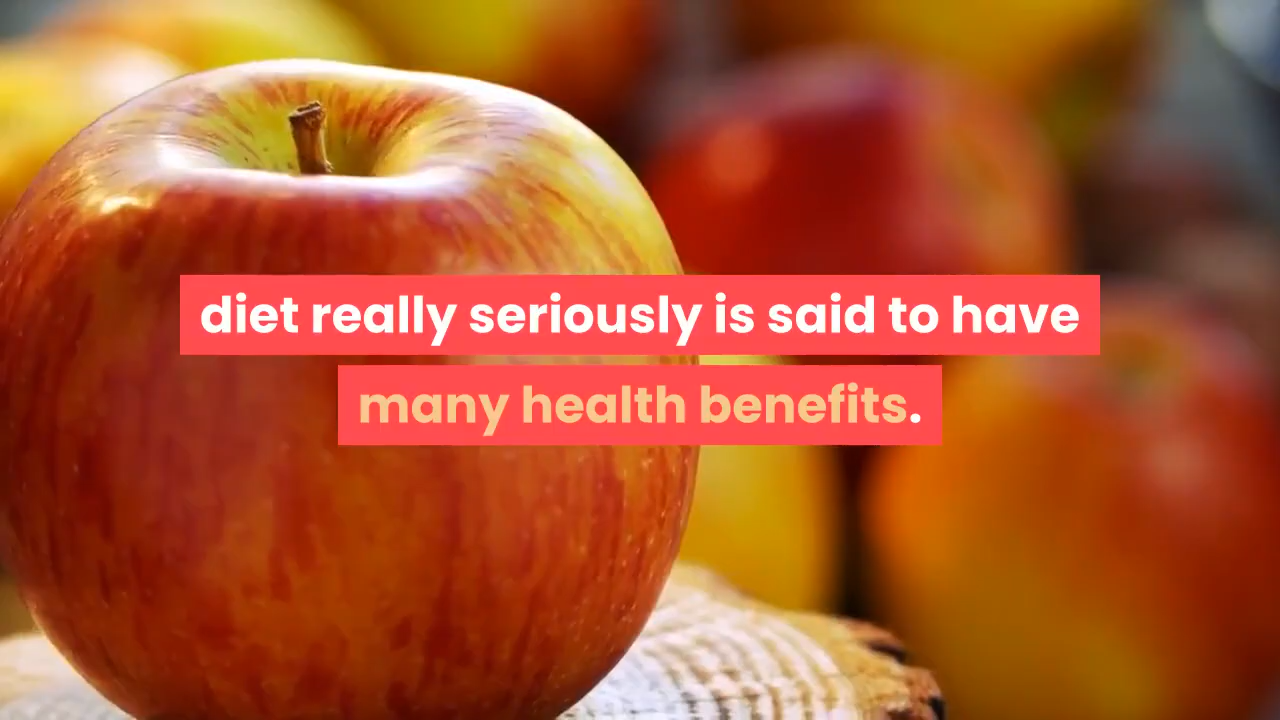 diet really seriously is said to have
many health benefits.